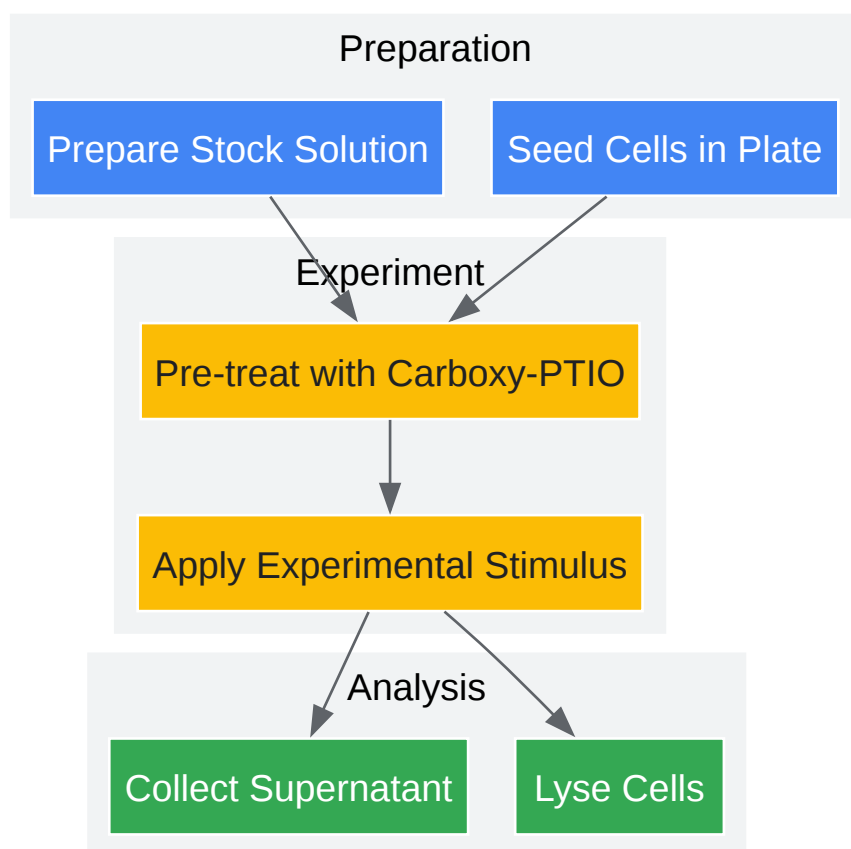 Preparation
Prepare Stock Solution
Seed Cells in Plate
Experiment
Pre-treat with Carboxy-PTIO
Apply Experimental Stimulus
Analysis
Collect Supernatant
Lyse Cells